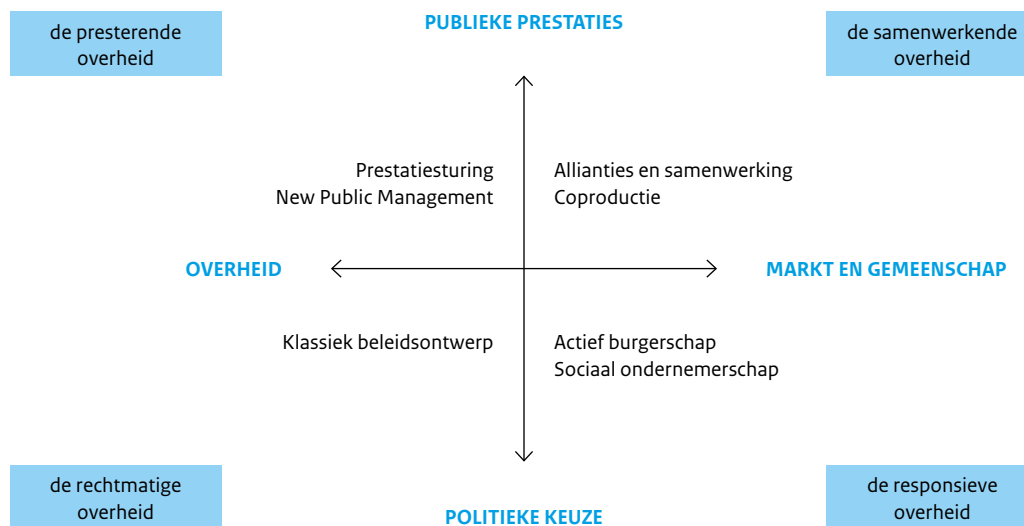 de presterende
overheid
PUBLIEKE PRESTATIES
de samenwerkende
overheid
Prestatiesturing
New Public Management
Allianties en samenwerking
Coproductie
OVERHEID
MARKT EN GEMEENSCHAP
Klassiek beleidsontwerp
Actief burgerschap
Sociaal ondernemerschap
de rechtmatige
overheid
POLITIEKE KEUZE
de responsieve
overheid